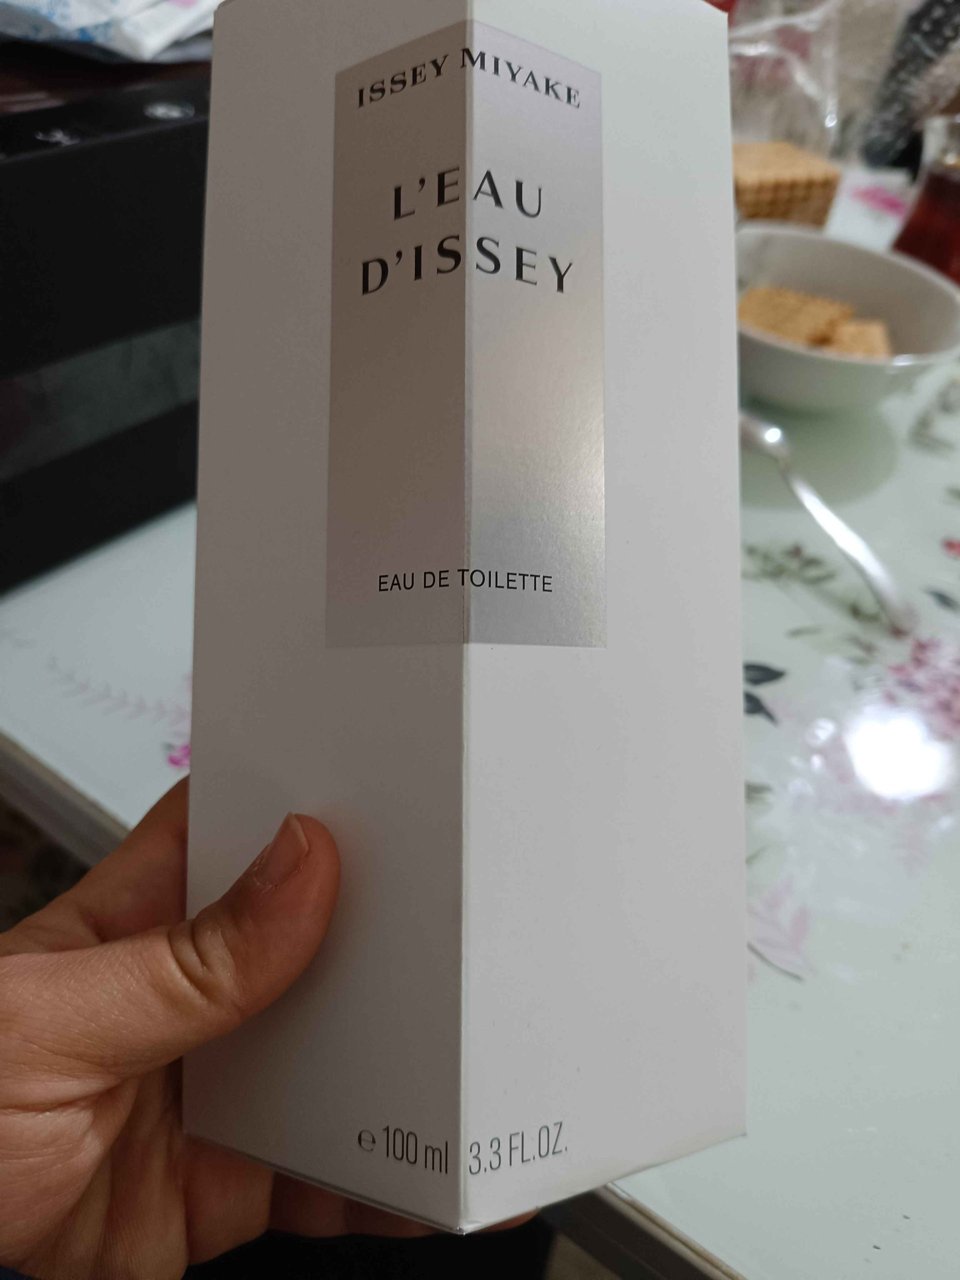 ISSEY MIYAKE
L'EAU
D'ISSEY
EAU DE TOILETTE
℮ 100 ml 3.3 FL.OZ.